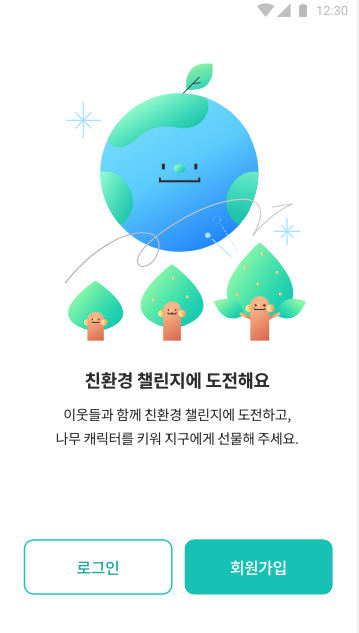 12:30
친환경 챌린지에 도전해요
이웃들과 함께 친환경 챌린지에 도전하고,
나무 캐릭터를 키워 지구에게 선물해 주세요.
로그인
회원가입